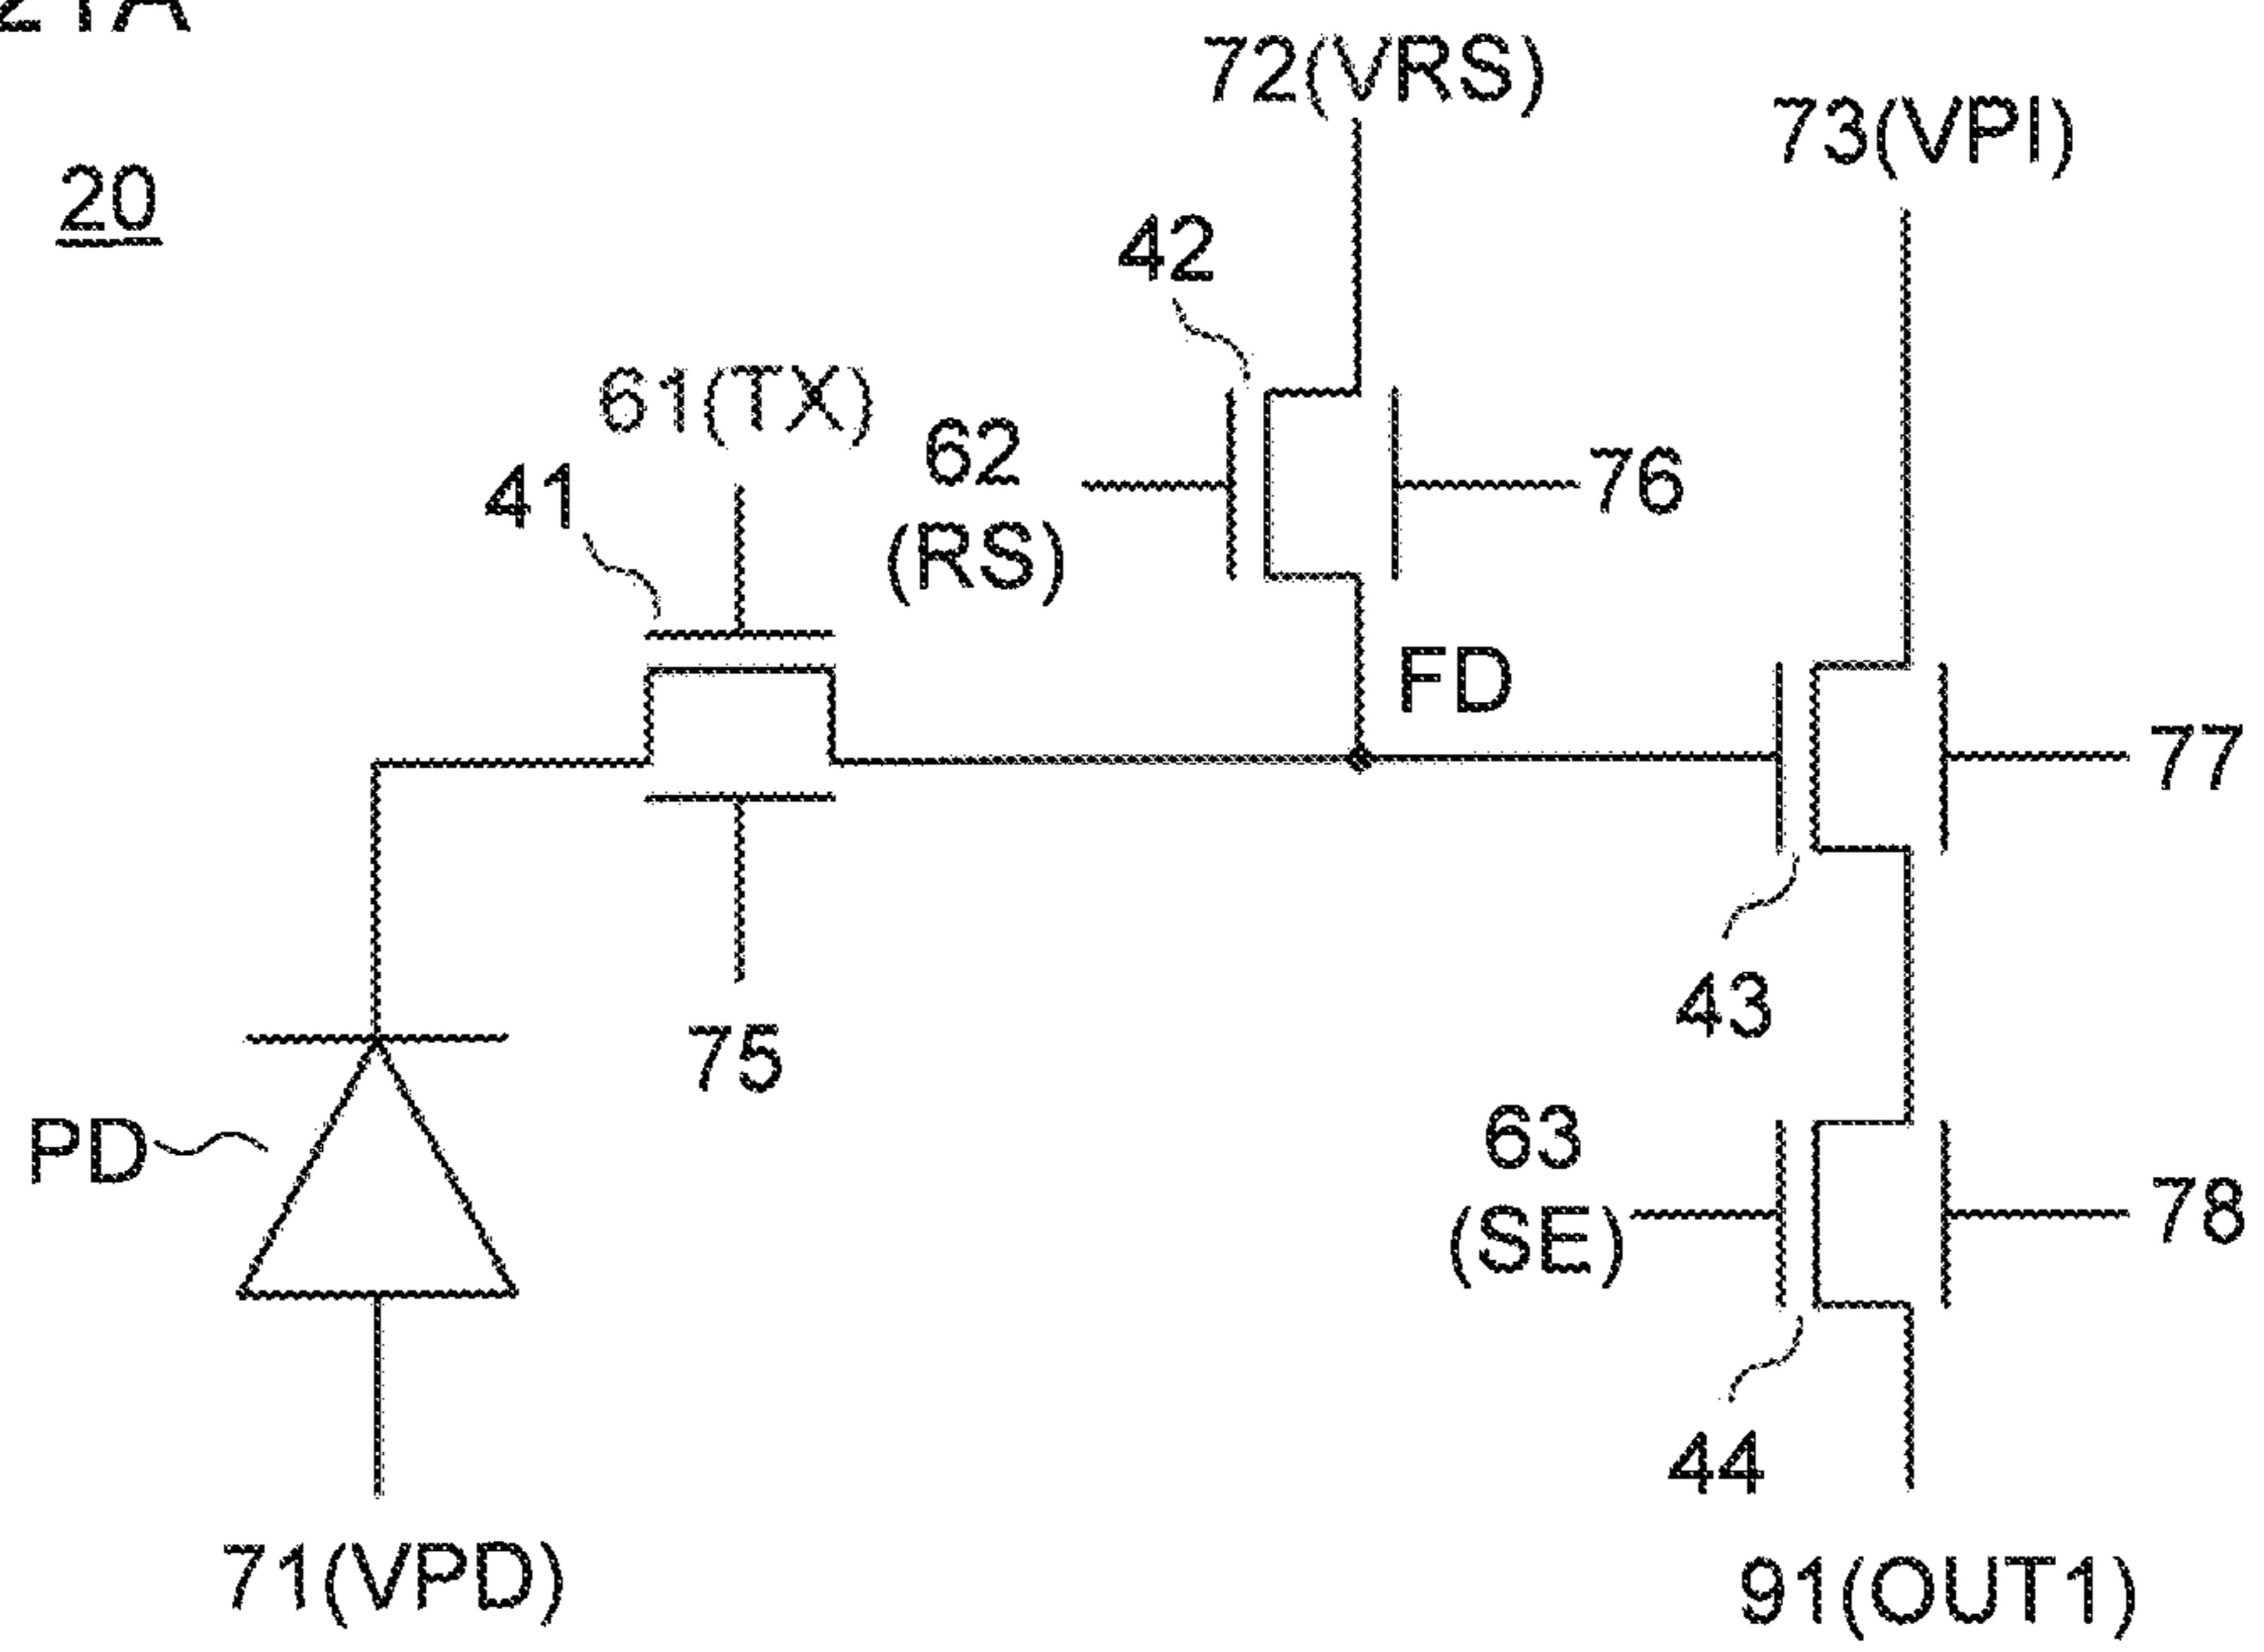 21A
72(VRS)
73(VPI)
20
42
61(TX)
62
(RS)
76
41
FD
77
43
75
PD
63
(SE)
78
44
71(VPD)
91(OUT1)